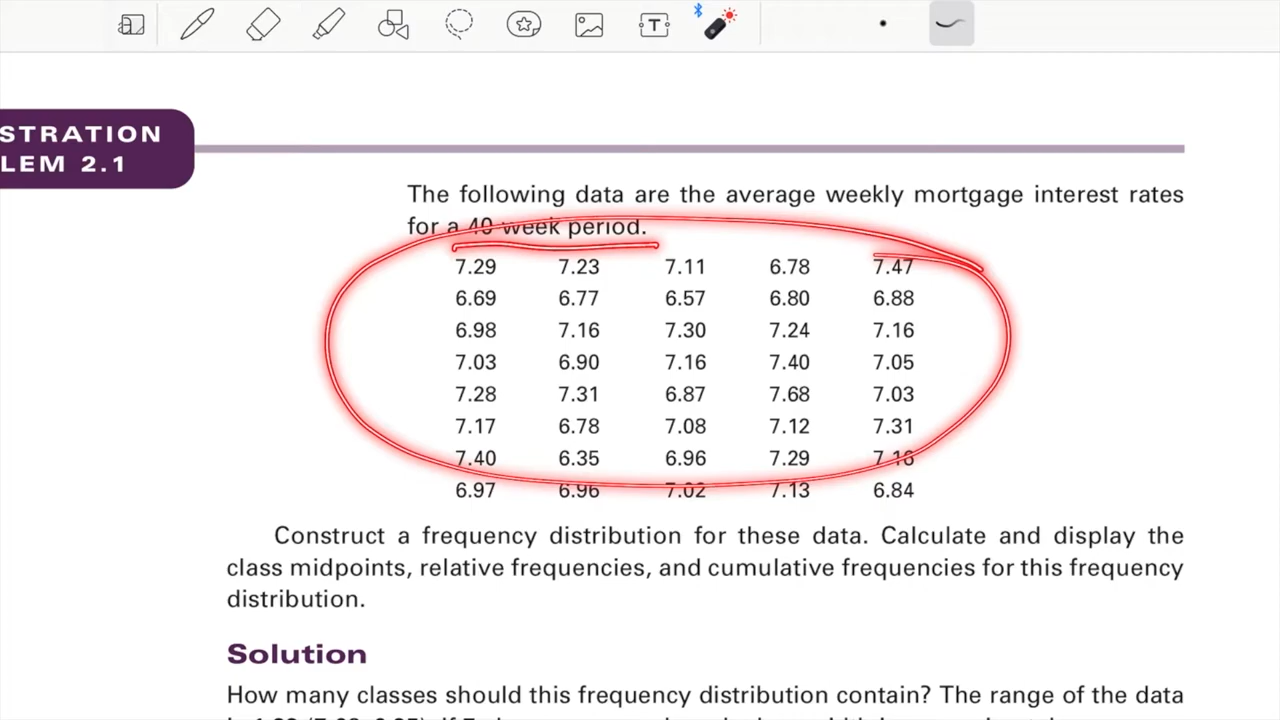 STRATION
LEM 2.1
The following data are the average weekly mortgage interest rates
for a 40 week period.
7.29 7.23 7.11 6.78 7.47
6.69 6.77 6.57 6.80 6.88
6.98 7.16 7.30 7.24 7.16
7.03 6.90 7.16 7.40 7.05
7.28 7.31 6.87 7.68 7.03
7.17 6.78 7.08 7.12 7.31
7.40 6.35 6.96 7.29 7.16
6.97 6.96 7.02 7.13 6.84
Construct a frequency distribution for these data. Calculate and display the
class midpoints, relative frequencies, and cumulative frequencies for this frequency
distribution.
Solution
How many classes should this frequency distribution contain? The range of the data